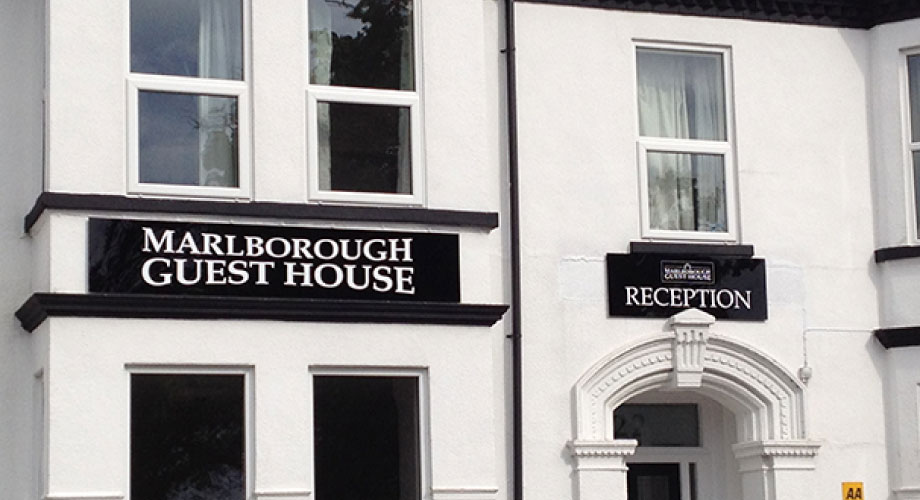 MARLBOROUGH
GUEST HOUSE
MARLBOROUGH
GUEST HOUSE
RECEPTION
AA